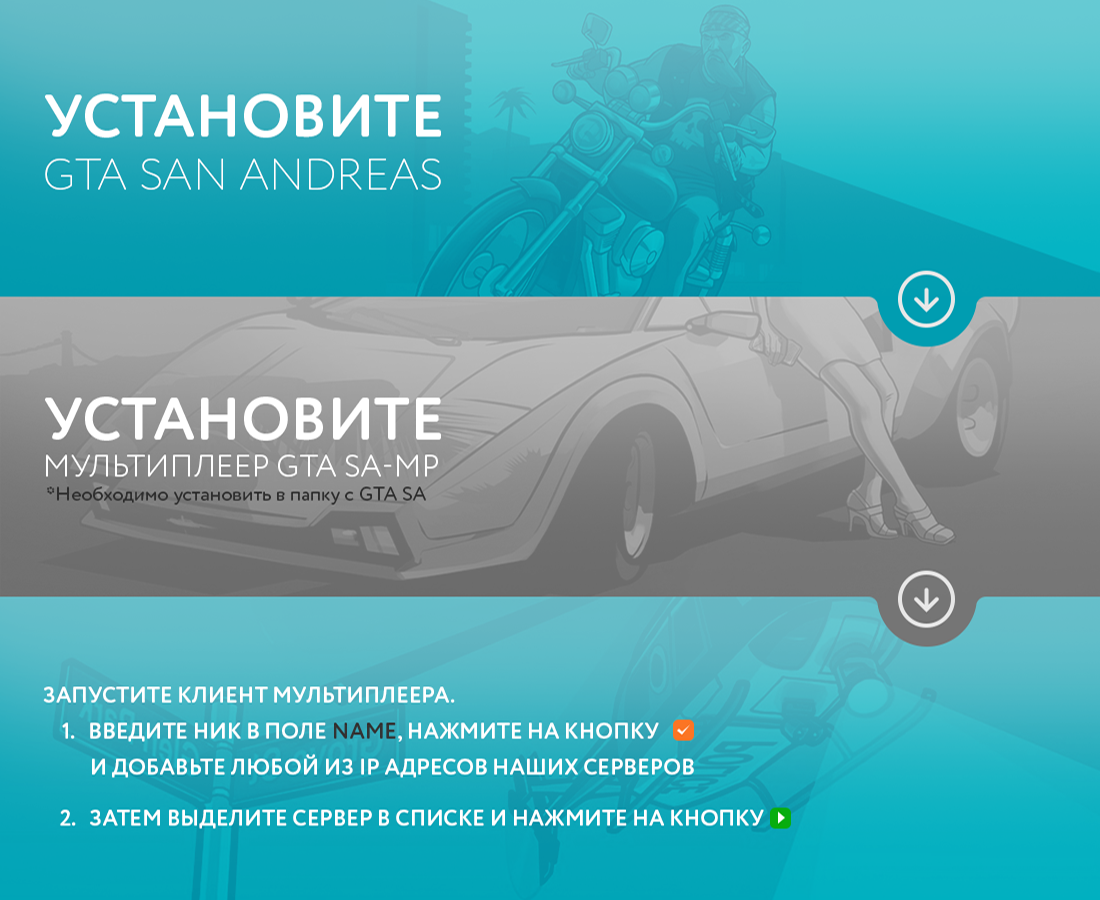 УСТАНОВИТЕ
GTA SAN ANDREAS
УСТАНОВИТЕ
МУЛЬТИПЛЕЕР GTA SA-MP
*Необходимо установить в папку с GTA SA
ЗАПУСТИТЕ КЛИЕНТ МУЛЬТИПЛЕЕРА.
1. ВВЕДИТЕ НИК В ПОЛЕ NAME, НАЖМИТЕ НА КНОПКУ
И ДОБАВЬТЕ ЛЮБОЙ ИЗ IP АДРЕСОВ НАШИХ СЕРВЕРОВ
2. ЗАТЕМ ВЫДЕЛИТЕ СЕРВЕР В СПИСКЕ И НАЖМИТЕ НА КНОПКУ